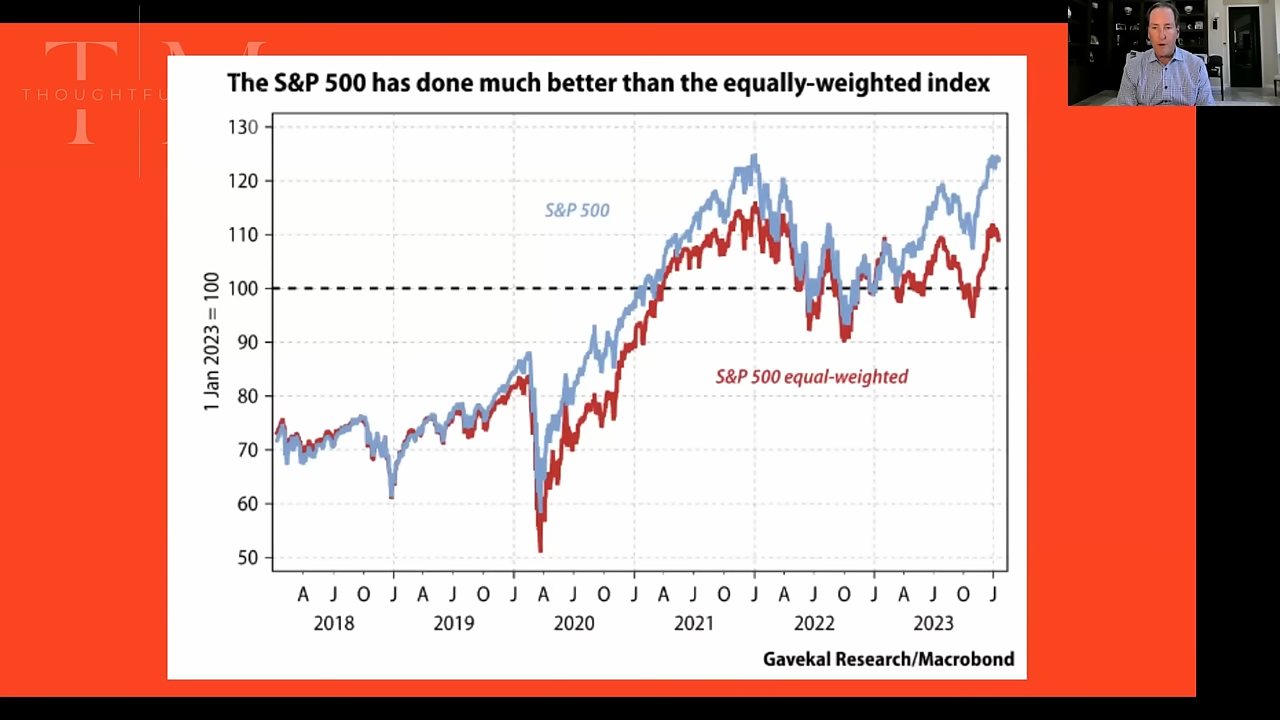 T M
THOUGHTFU
The S&P 500 has done much better than the equally-weighted index
1 Jan 2023 = 100
130
120
110
100
90
80
70
60
50
S&P 500
S&P 500 equal-weighted
A J O J A J O J A J O J A J O J A J O J A J O J
2018 2019 2020 2021 2022 2023
Gavekal Research/Macrobond